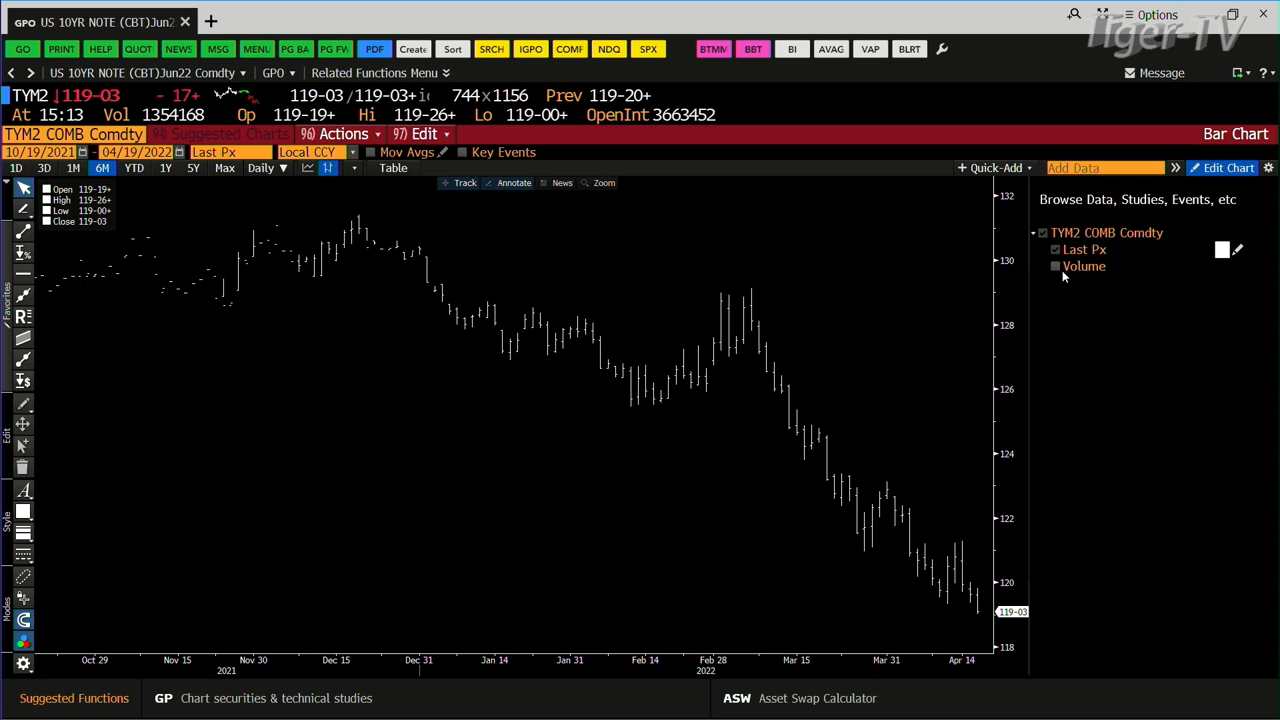 GPO US 10YR NOTE (CBT)Jun2 × +
Options
Tiger-TV
GO PRINT HELP QUOT NEWS MSG MENU PG BA PG FW PDF Create Sort SRCH IGPO COMF NDQ SPX BTMM BBT BI AVAG VAP BLRT
US 10YR NOTE (CBT)Jun22 Comdty GPO Related Functions Menu Message ?
TYM2 ↓119-03 - 17+ 119-03 /119-03+ 744 x 1156 Prev 119-20+
At 15:13 Vol 1354168 Op 119-19+ Hi 119-26+ Lo 119-00+ OpenInt 3663452
TYM2 COMB Comdty 94) Suggested Charts 96) Actions 97) Edit Bar Chart
10/19/2021 - 04/19/2022 Last Px Local CCY Mov Avgs Key Events
1D 3D 1M 6M YTD 1Y 5Y Max Daily ▼ Table + Quick-Add Add Data » Edit Chart
Track Annotate News Zoom
Open 119-19+
High 119-26+
Low 119-00+
Close 119-03
Browse Data, Studies, Events, etc
TYM2 COMB Comdty
Last Px
Volume
Favorites
Edit
Style
Modes
132
130
128
126
124
122
120
119-03
118
Oct 29 Nov 15 Nov 30 Dec 15 Dec 31 Jan 14 Jan 31 Feb 14 Feb 28 Mar 15 Mar 31 Apr 14
2021 2022
Suggested Functions GP Chart securities & technical studies ASW Asset Swap Calculator